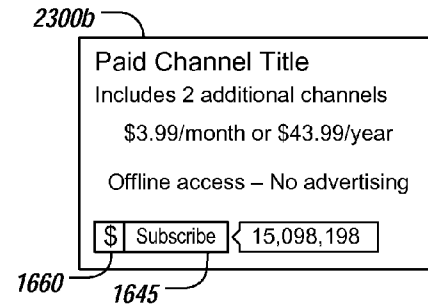 2300b
Paid Channel Title
Includes 2 additional channels
$3.99/month or $43.99/year
Offline access – No advertising
$ Subscribe 15,098,198
1660
1645